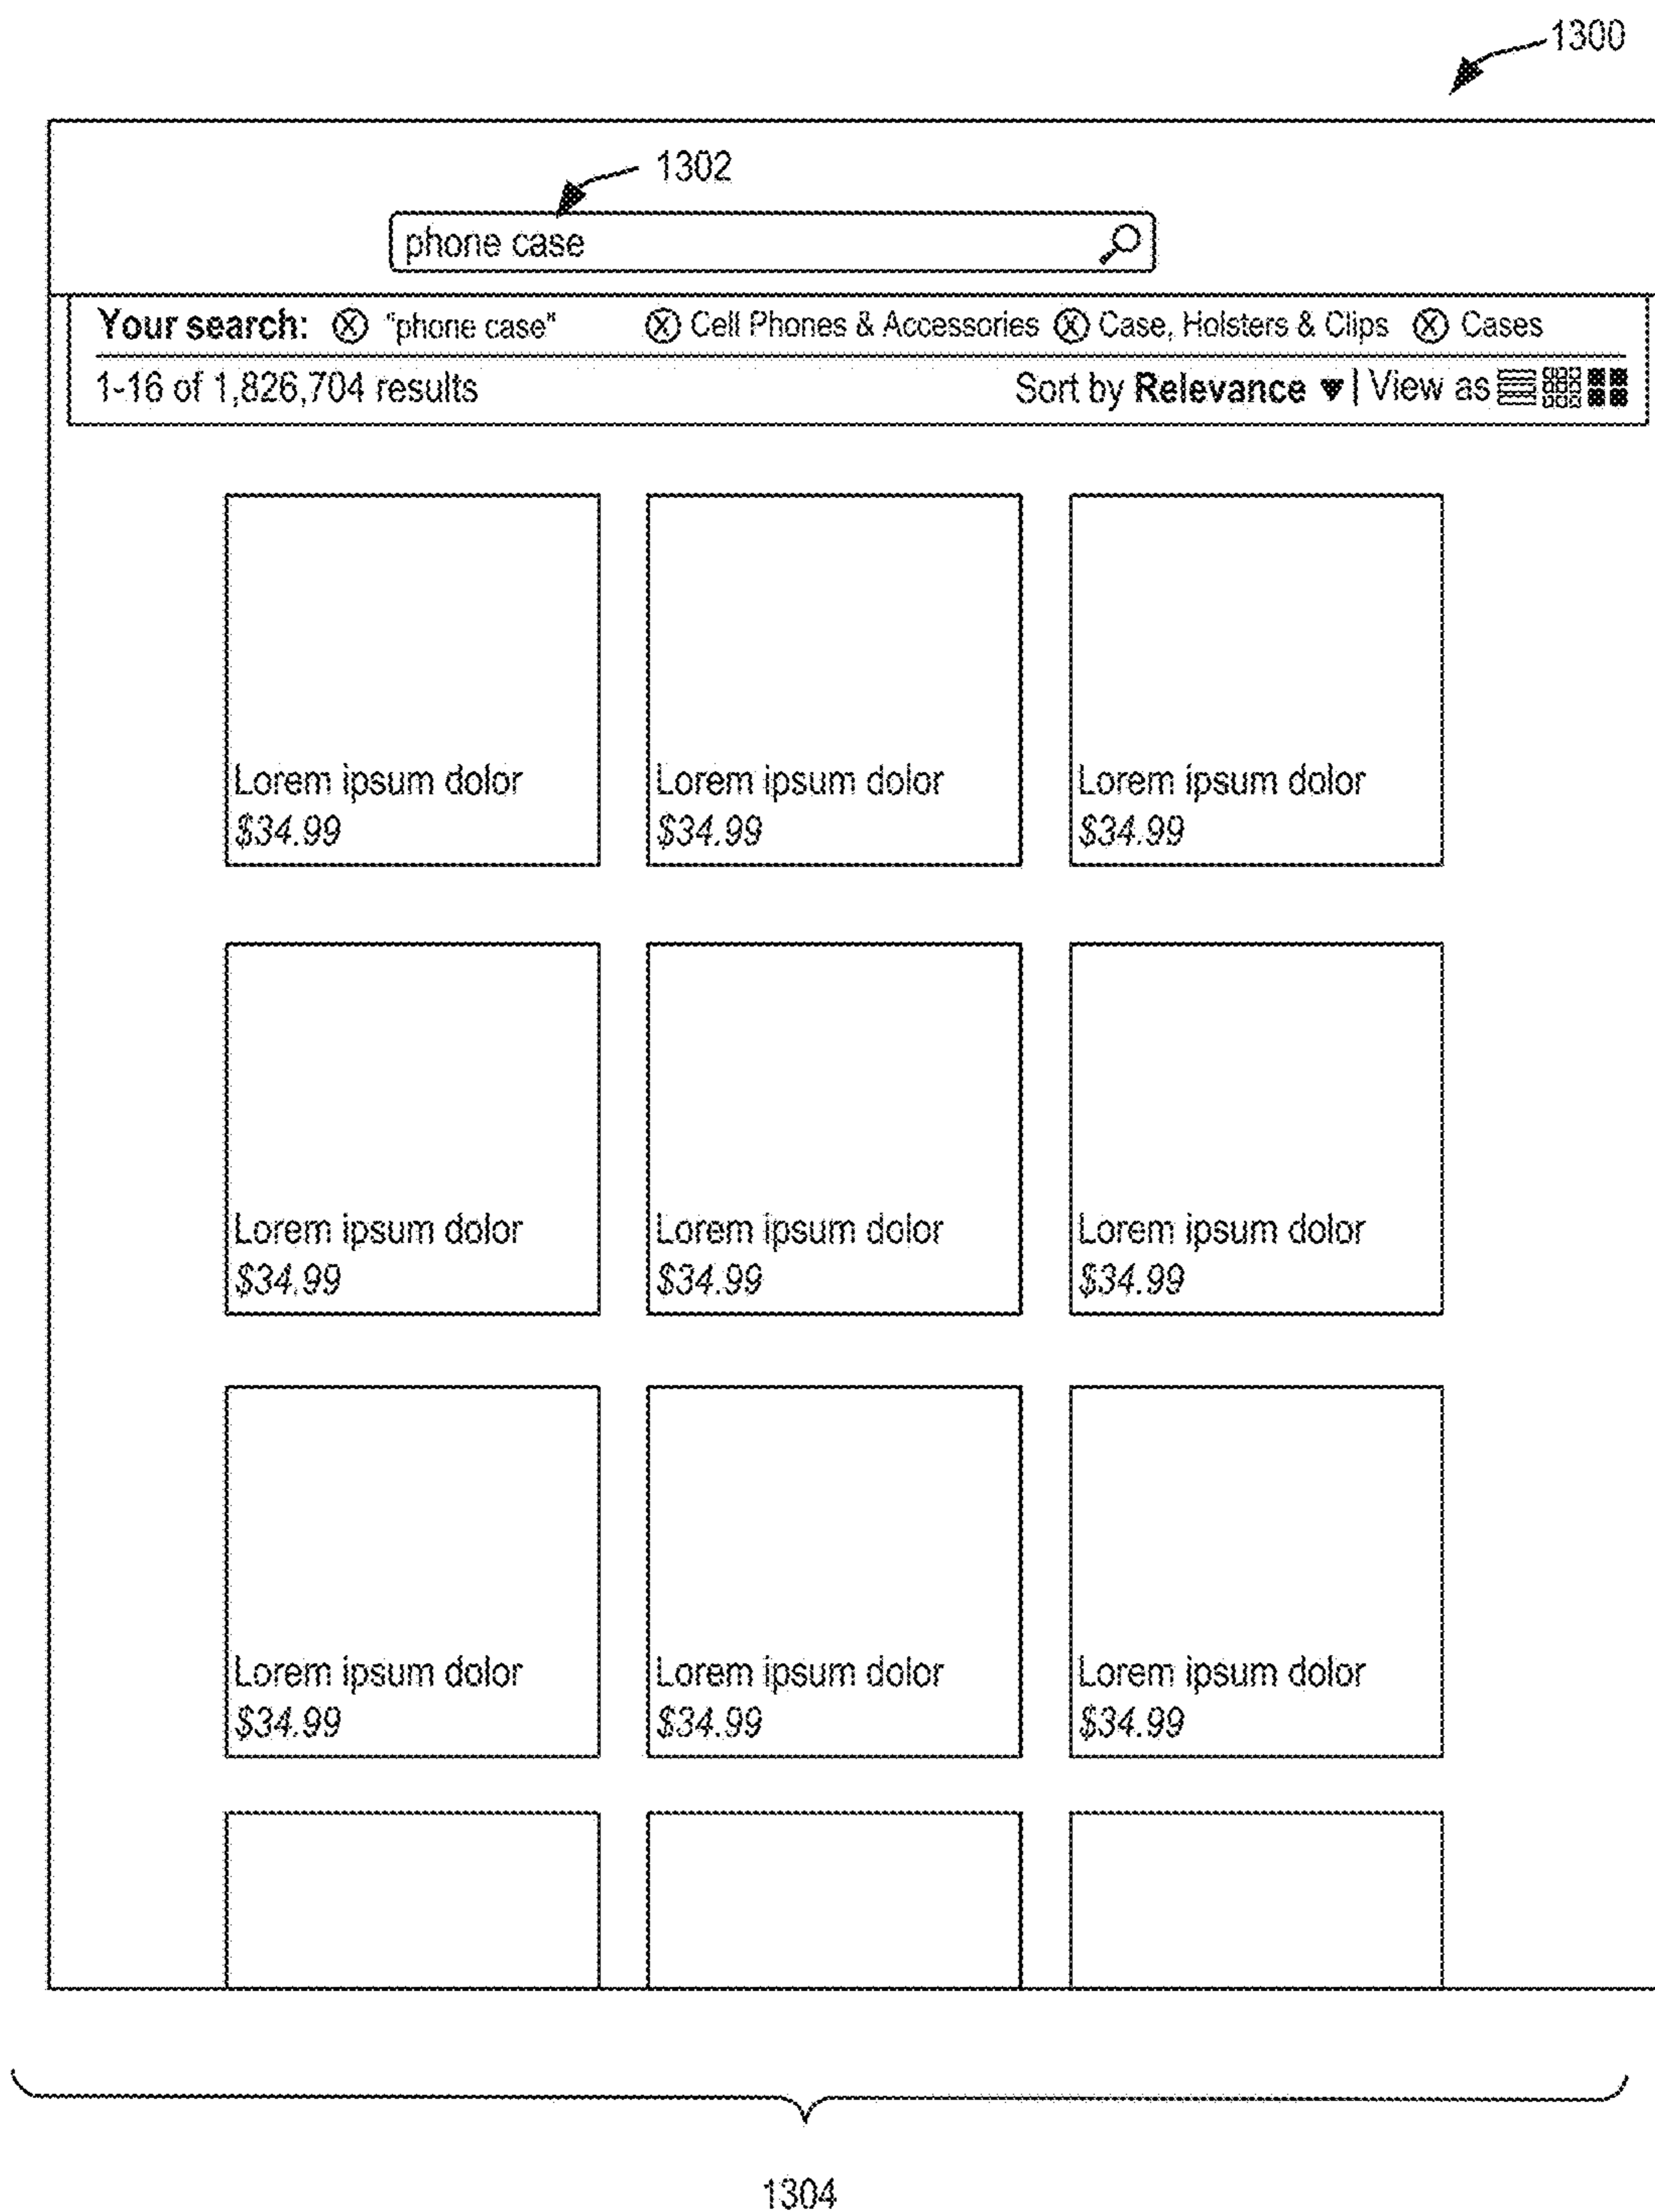 1300
1302
phone case
Your search: ⓧ "phone case" ⓧ Cell Phones & Accessories ⓧ Case, Holsters & Clips ⓧ Cases
1-16 of 1,826,704 results Sort by Relevance ▼ | View as
Lorem ipsum dolor Lorem ipsum dolor Lorem ipsum dolor
$34.99 $34.99 $34.99
Lorem ipsum dolor Lorem ipsum dolor Lorem ipsum dolor
$34.99 $34.99 $34.99
Lorem ipsum dolor Lorem ipsum dolor Lorem ipsum dolor
$34.99 $34.99 $34.99
1304